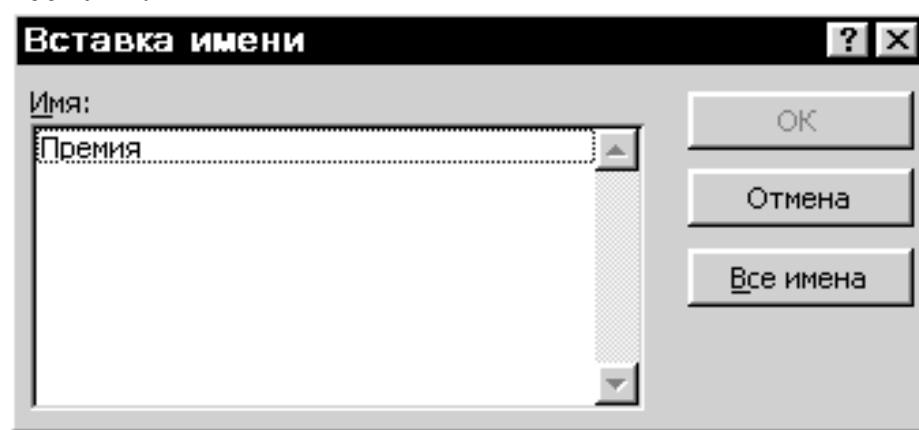 Вставка имени
Имя:
Премия
ОК
Отмена
Все имена